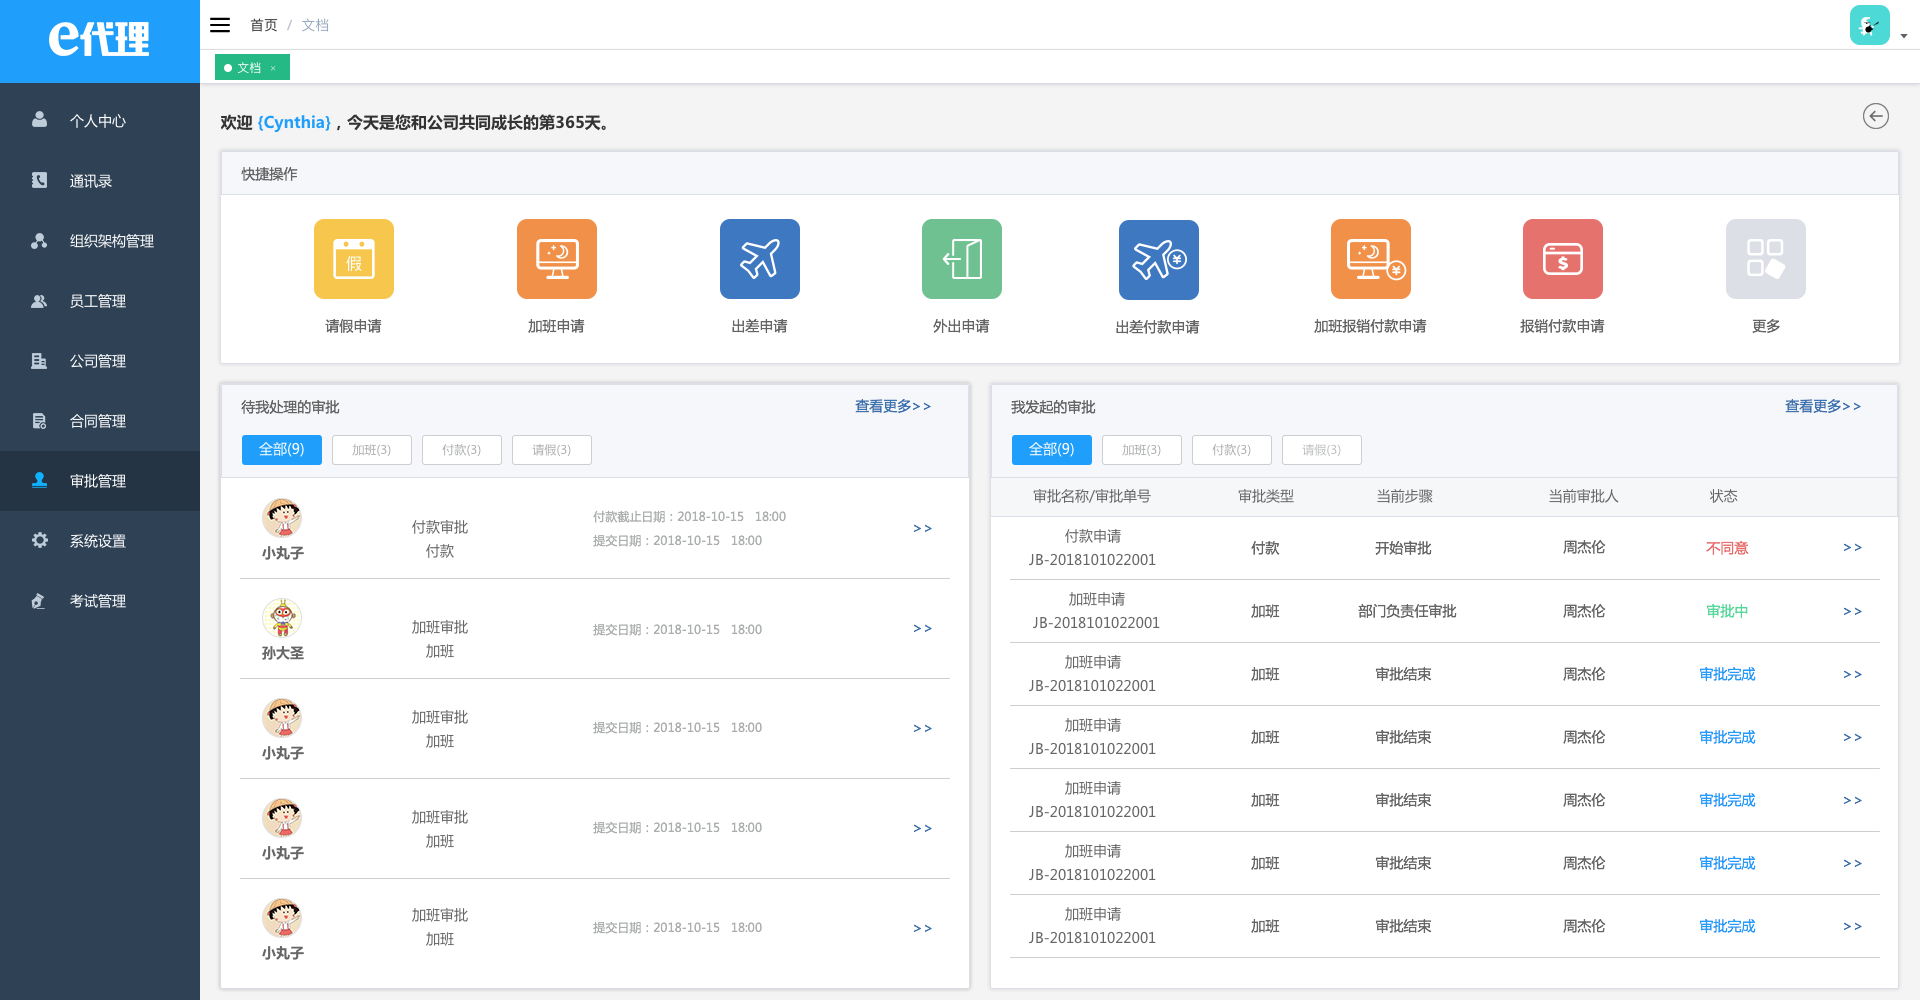 e代理
首页 / 文档
文档 ×
个人中心
通讯录
组织架构管理
员工管理
公司管理
合同管理
审批管理
系统设置
考试管理
欢迎 {Cynthia}，今天是您和公司共同成长的第365天。
快捷操作
假
¥
¥
$
请假申请 加班申请 出差申请 外出申请 出差付款申请 加班报销付款申请 报销付款申请 更多
待我处理的审批 查看更多>>
全部(9) 加班(3) 付款(3) 请假(3)
小丸子
付款审批
付款
付款截止日期：2018-10-15 18:00
提交日期：2018-10-15 18:00
>>
孙大圣
加班审批
加班
提交日期：2018-10-15 18:00
>>
小丸子
加班审批
加班
提交日期：2018-10-15 18:00
>>
小丸子
加班审批
加班
提交日期：2018-10-15 18:00
>>
小丸子
加班审批
加班
提交日期：2018-10-15 18:00
>>
我发起的审批 查看更多>>
全部(9) 加班(3) 付款(3) 请假(3)
审批名称/审批单号 审批类型 当前步骤 当前审批人 状态
付款申请
JB-2018101022001
付款 开始审批 周杰伦 不同意 >>
加班申请
JB-2018101022001
加班 部门负责任审批 周杰伦 审批中 >>
加班申请
JB-2018101022001
加班 审批结束 周杰伦 审批完成 >>
加班申请
JB-2018101022001
加班 审批结束 周杰伦 审批完成 >>
加班申请
JB-2018101022001
加班 审批结束 周杰伦 审批完成 >>
加班申请
JB-2018101022001
加班 审批结束 周杰伦 审批完成 >>
加班申请
JB-2018101022001
加班 审批结束 周杰伦 审批完成 >>